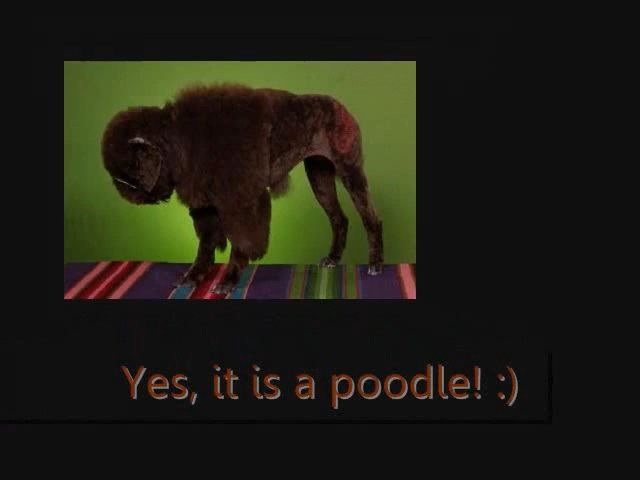 Yes, it is a poodle! :)